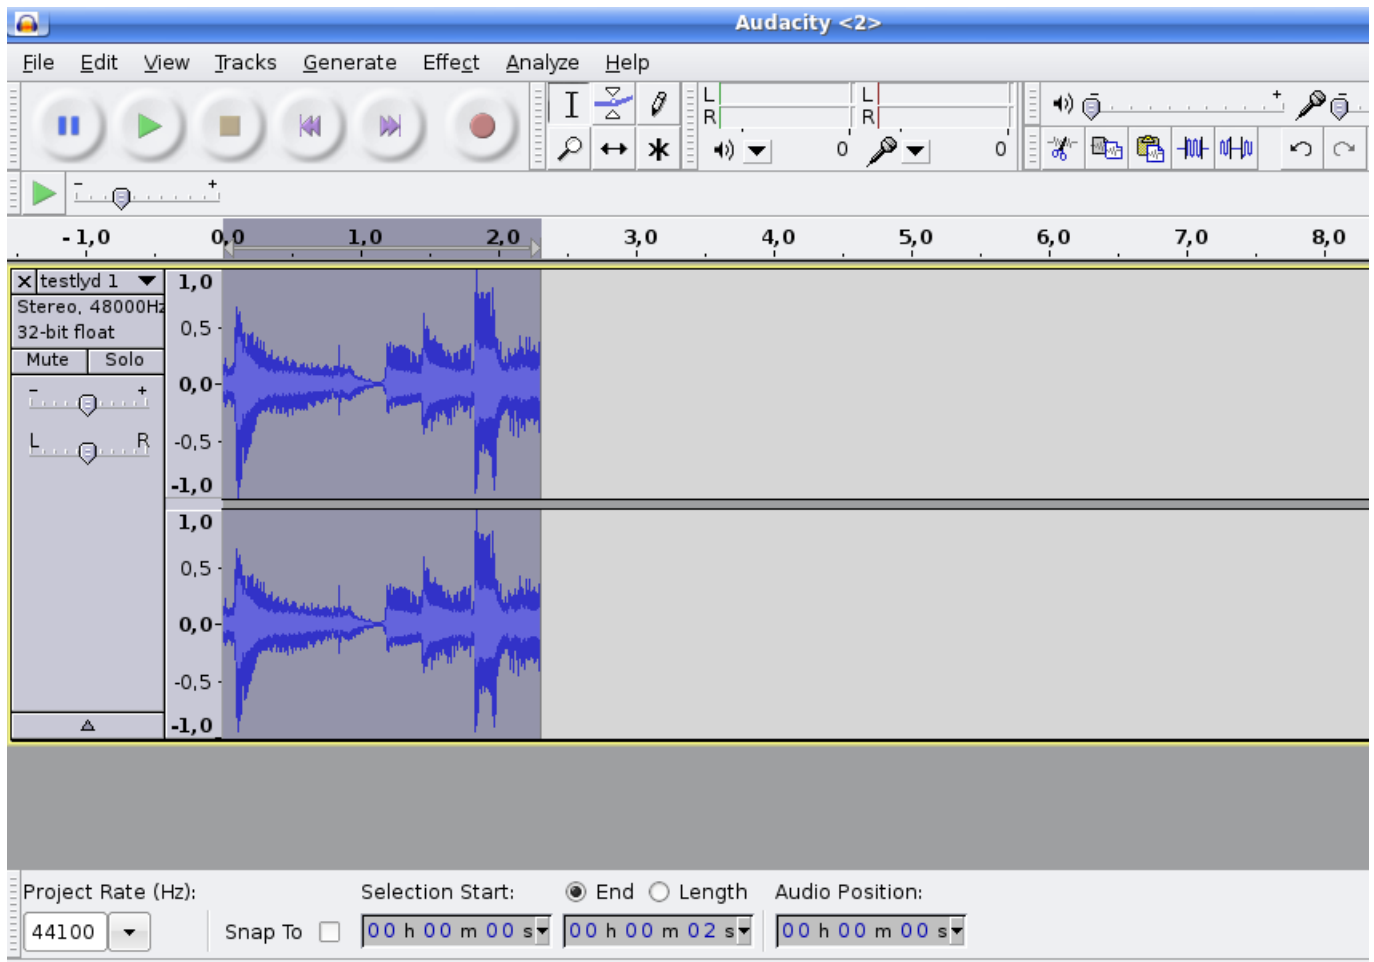 Audacity <2>
File Edit View Tracks Generate Effect Analyze Help
L L
R R
0 0
- + 
- 1,0 0,0 1,0 2,0 3,0 4,0 5,0 6,0 7,0 8,0
testlyd 1
Stereo, 48000Hz
32-bit float
Mute Solo
- +
L R
1,0
0,5
0,0
-0,5
-1,0
1,0
0,5
0,0
-0,5
-1,0
Project Rate (Hz): Selection Start: End Length Audio Position:
44100 Snap To 00 h 00 m 00 s 00 h 00 m 02 s 00 h 00 m 00 s